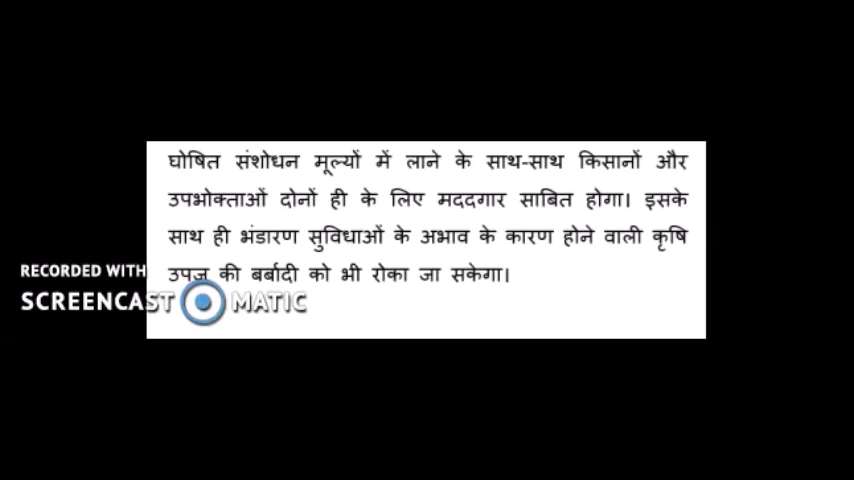 घोषित संशोधन मूल्यों में लाने के साथ-साथ किसानों और
उपभोक्ताओं दोनों ही के लिए मददगार साबित होगा। इसके
साथ ही भंडारण सुविधाओं के अभाव के कारण होने वाली कृषि
उपज की बर्बादी को भी रोका जा सकेगा।
RECORDED WITH
SCREENCAST MATIC